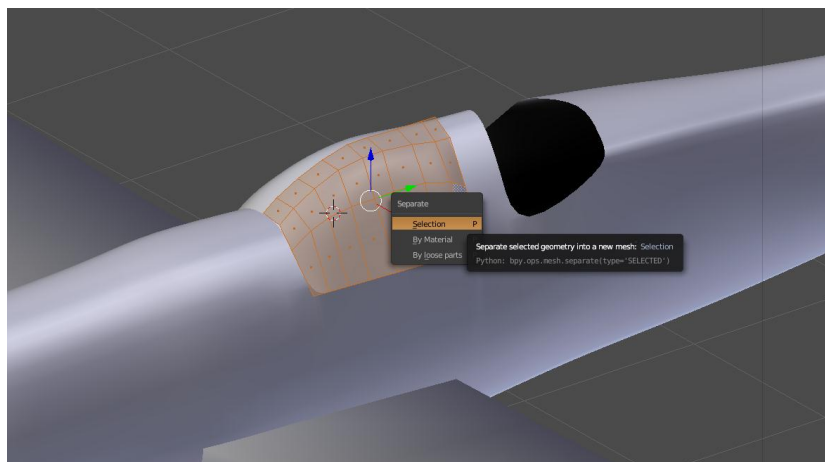 Separate
Selection P
By Material
By loose parts
Separate selected geometry into a new mesh: Selection
Python: bpy.ops.mesh.separate(type='SELECTED')